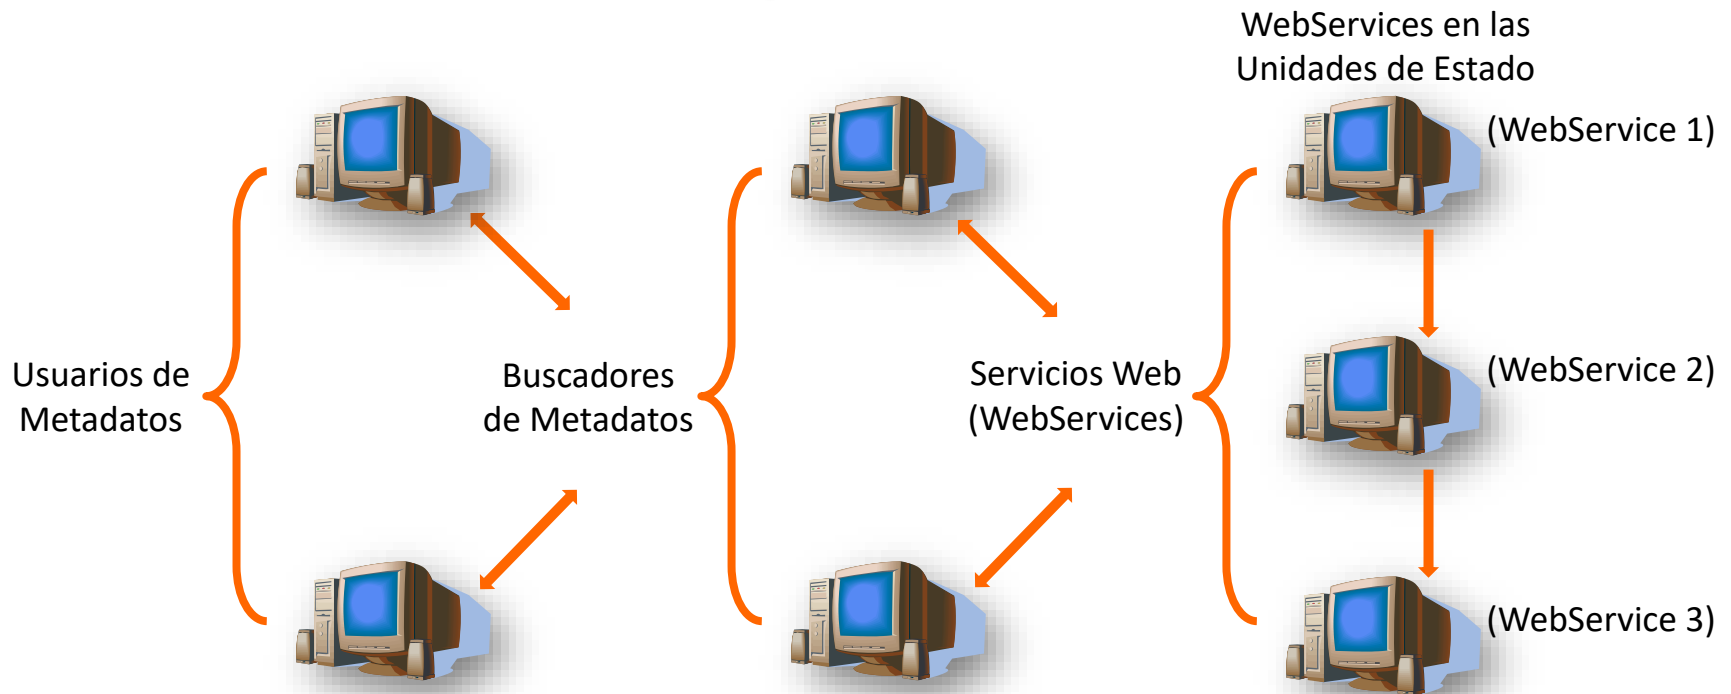 WebServices en las
Unidades de Estado
(WebService 1)
Usuarios de
Metadatos
Buscadores
de Metadatos
Servicios Web
(WebServices)
(WebService 2)
(WebService 3)